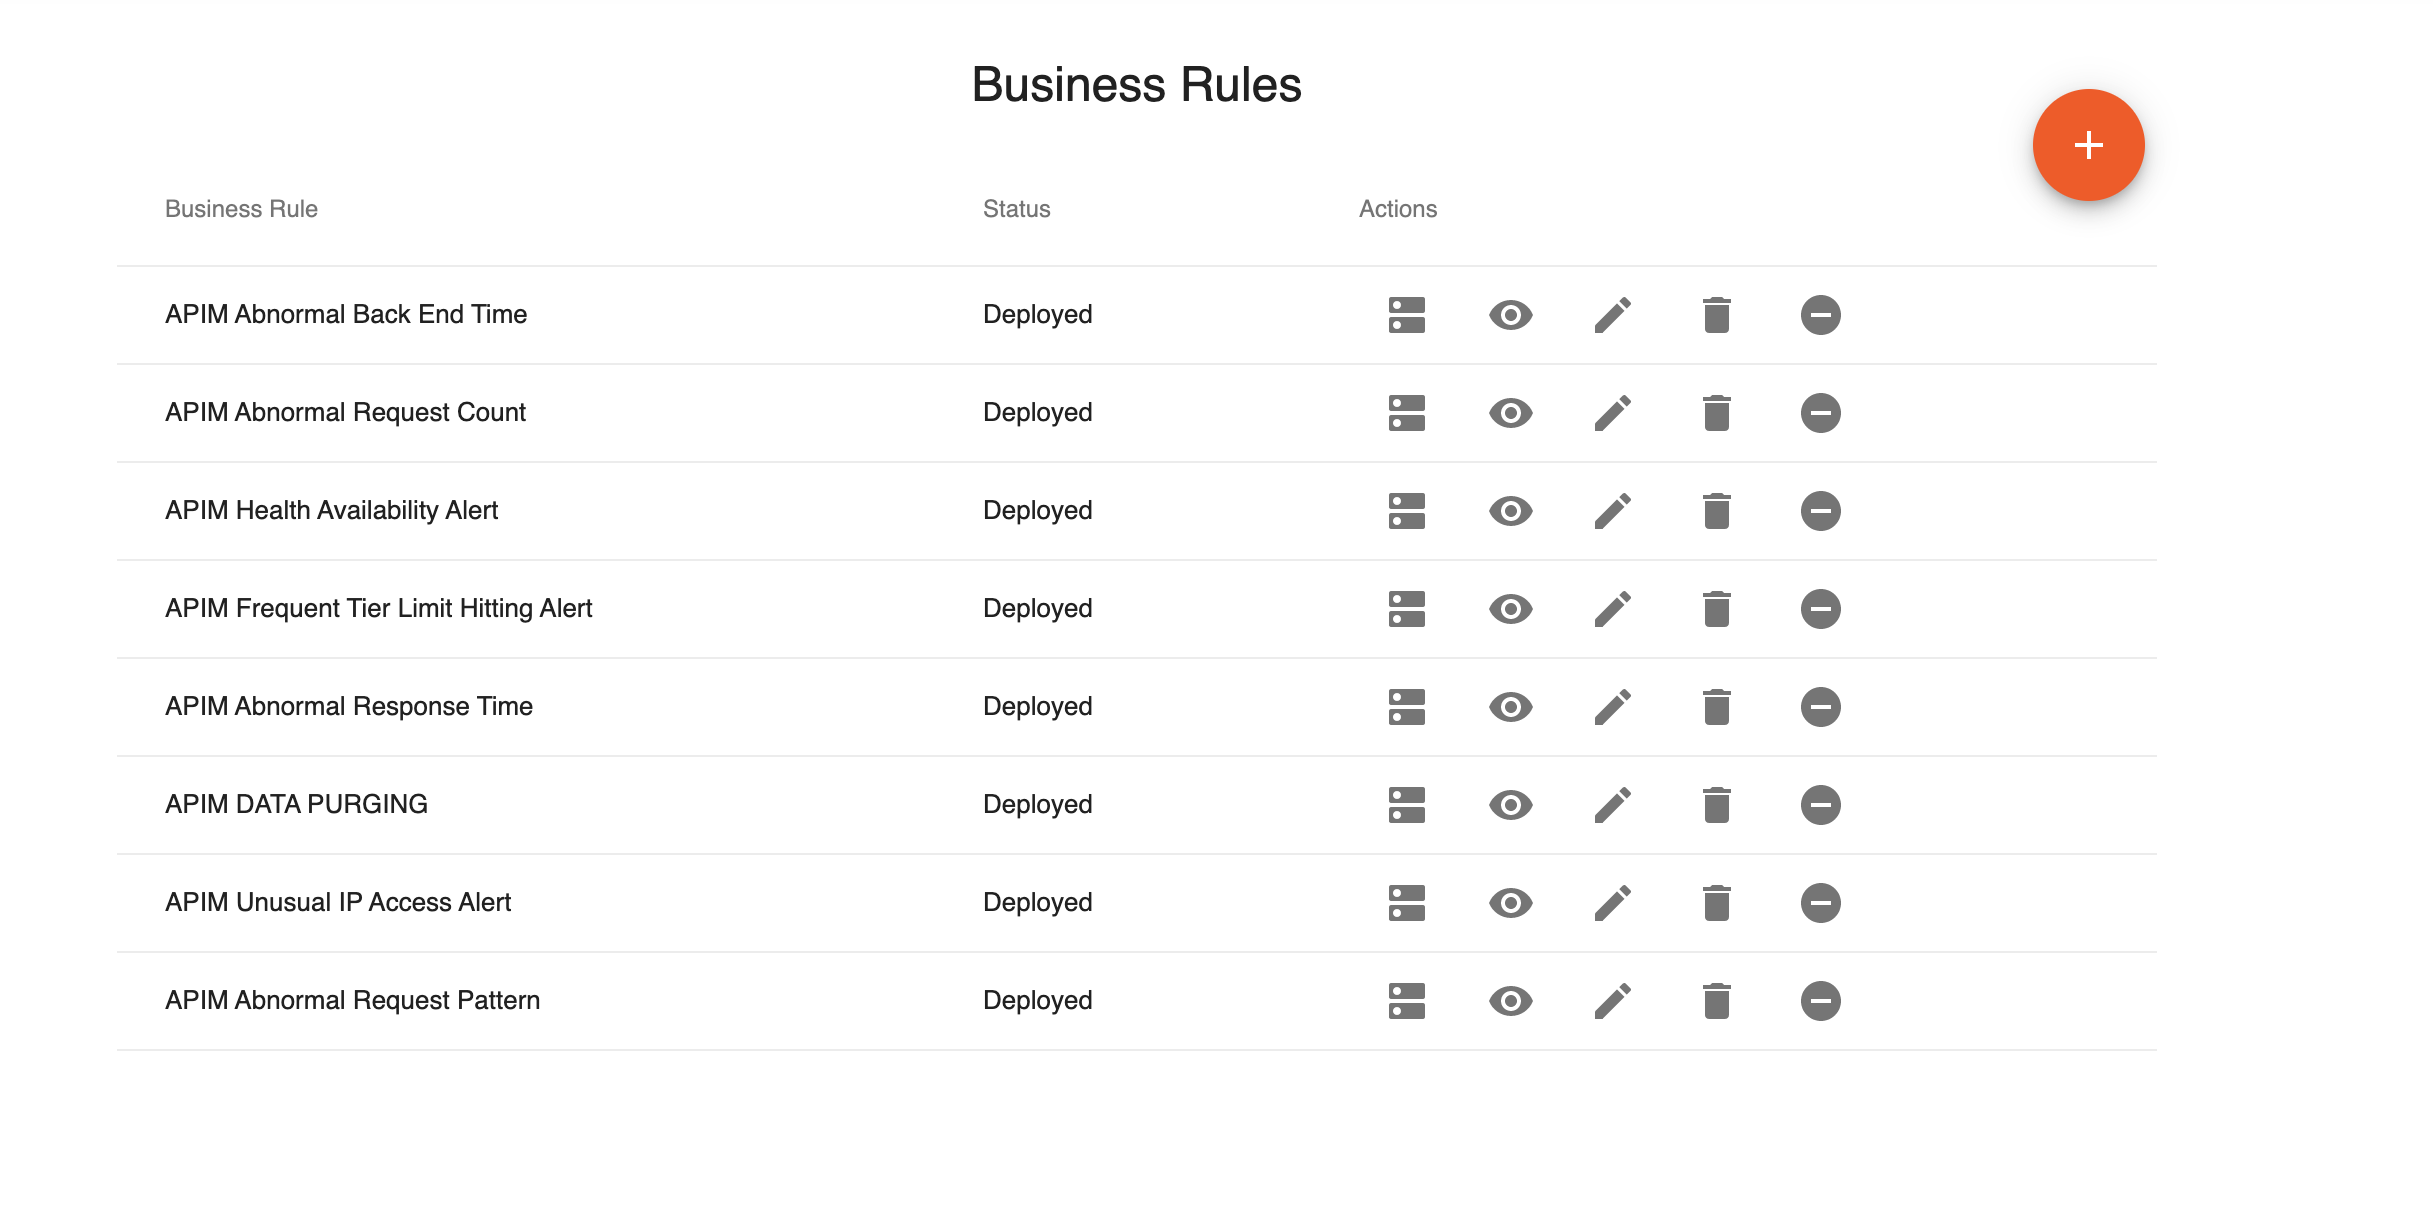 Business Rules
Business Rule Status Actions
APIM Abnormal Back End Time Deployed
APIM Abnormal Request Count Deployed
APIM Health Availability Alert Deployed
APIM Frequent Tier Limit Hitting Alert Deployed
APIM Abnormal Response Time Deployed
APIM DATA PURGING Deployed
APIM Unusual IP Access Alert Deployed
APIM Abnormal Request Pattern Deployed